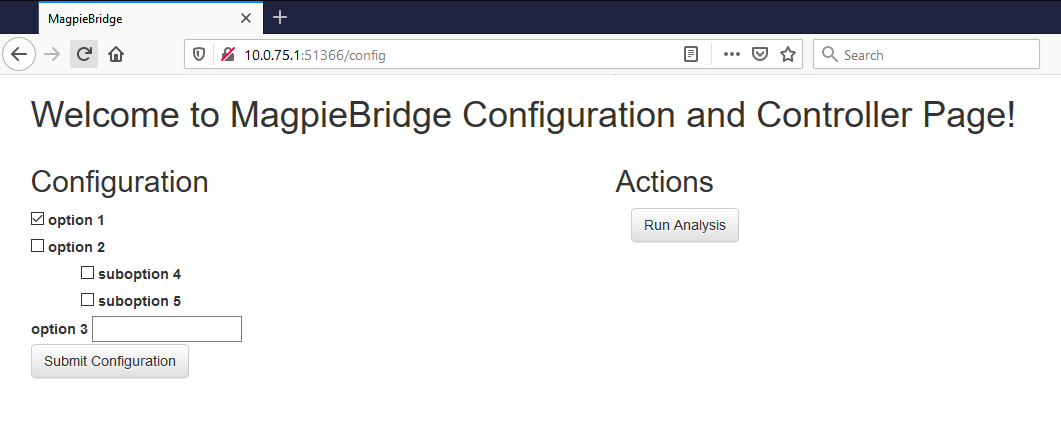 MagpieBridge
10.0.75.1:51366/config
Search
Welcome to MagpieBridge Configuration and Controller Page!
Configuration
option 1
option 2
suboption 4
suboption 5
option 3
Submit Configuration
Actions
Run Analysis